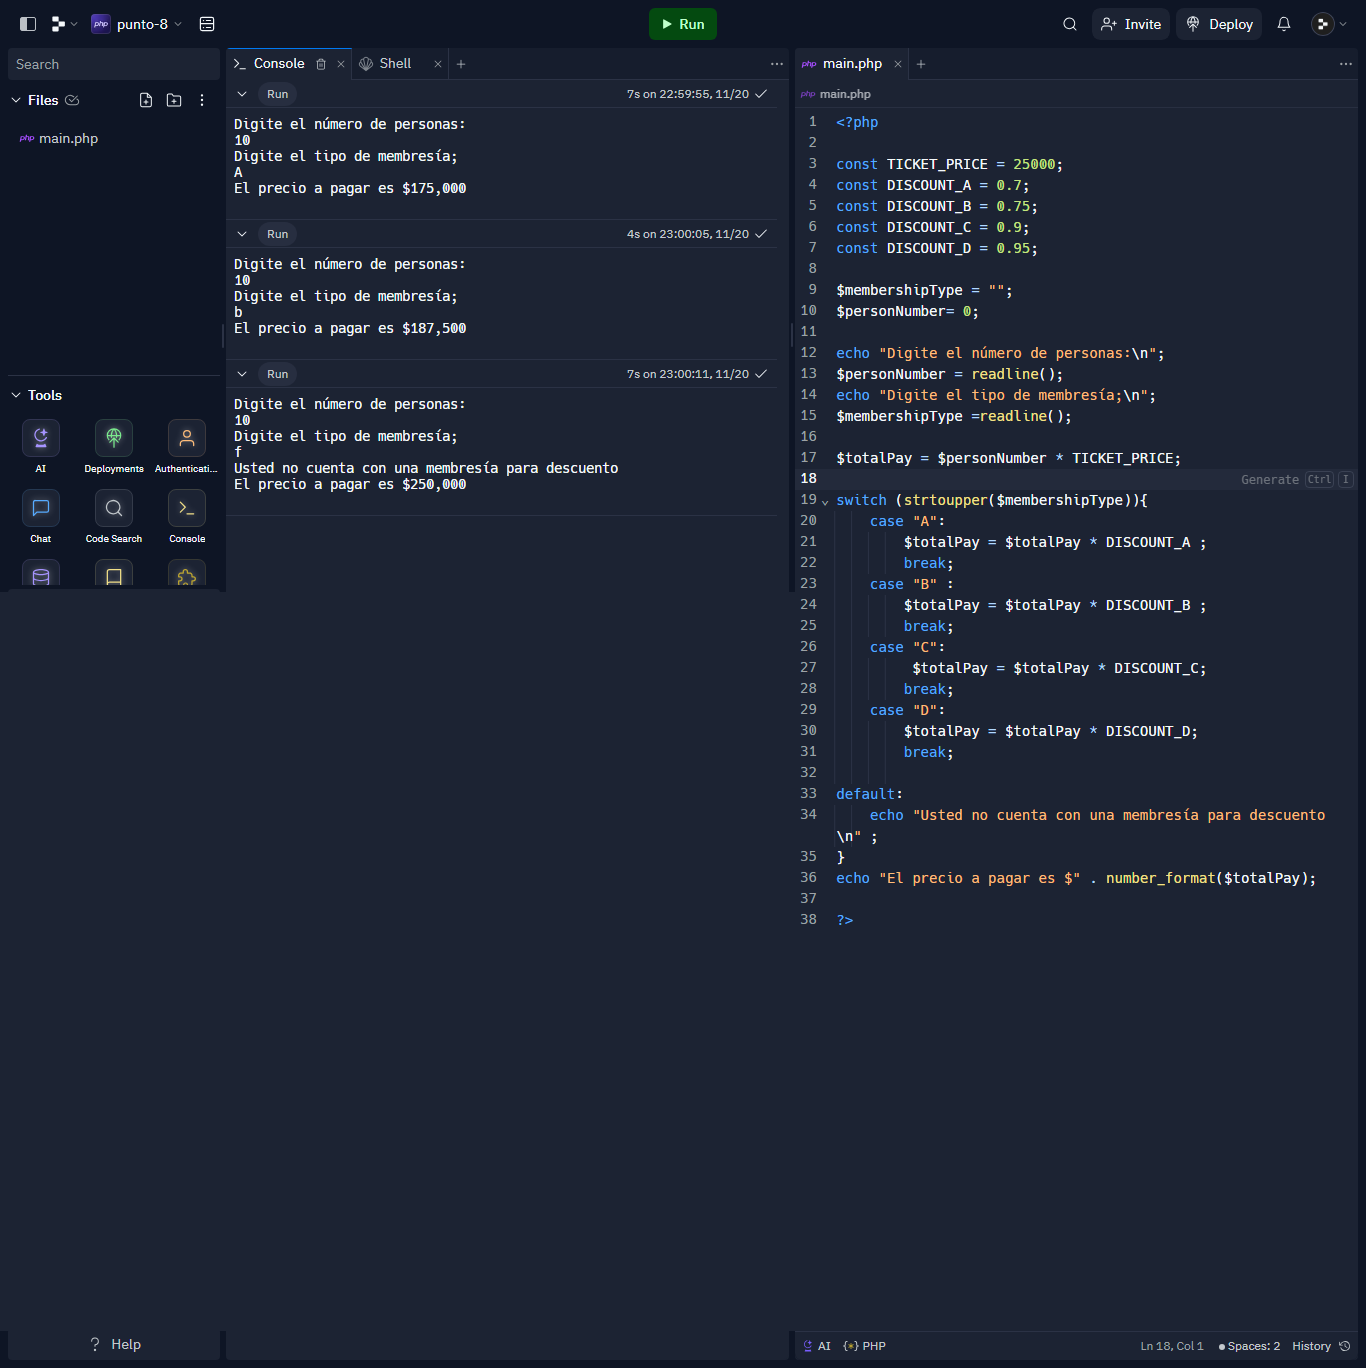 php punto-8
Run
Invite
Deploy
Search
Files
php main.php
Tools
AI
Deployments
Authenticati...
Chat
Code Search
Console
? Help
Console
Shell
Run
7s on 22:59:55, 11/20
Digite el número de personas:
10
Digite el tipo de membresía;
A
El precio a pagar es $175,000
Run
4s on 23:00:05, 11/20
Digite el número de personas:
10
Digite el tipo de membresía;
b
El precio a pagar es $187,500
Run
7s on 23:00:11, 11/20
Digite el número de personas:
10
Digite el tipo de membresía;
f
Usted no cuenta con una membresía para descuento
El precio a pagar es $250,000
php main.php
php main.php
1 <?php
2
3 const TICKET_PRICE = 25000;
4 const DISCOUNT_A = 0.7;
5 const DISCOUNT_B = 0.75;
6 const DISCOUNT_C = 0.9;
7 const DISCOUNT_D = 0.95;
8
9 $membershipType = "";
10 $personNumber= 0;
11
12 echo "Digite el número de personas:\n";
13 $personNumber = readline();
14 echo "Digite el tipo de membresía;\n";
15 $membershipType =readline();
16
17 $totalPay = $personNumber * TICKET_PRICE;
18 Generate Ctrl I
19 switch (strtoupper($membershipType)){
20 case "A":
21 $totalPay = $totalPay * DISCOUNT_A ;
22 break;
23 case "B" :
24 $totalPay = $totalPay * DISCOUNT_B ;
25 break;
26 case "C":
27 $totalPay = $totalPay * DISCOUNT_C;
28 break;
29 case "D":
30 $totalPay = $totalPay * DISCOUNT_D;
31 break;
32
33 default:
34 echo "Usted no cuenta con una membresía para descuento
\n" ;
35 }
36 echo "El precio a pagar es $" . number_format($totalPay);
37
38 ?>
AI
PHP
Ln 18, Col 1
Spaces: 2
History